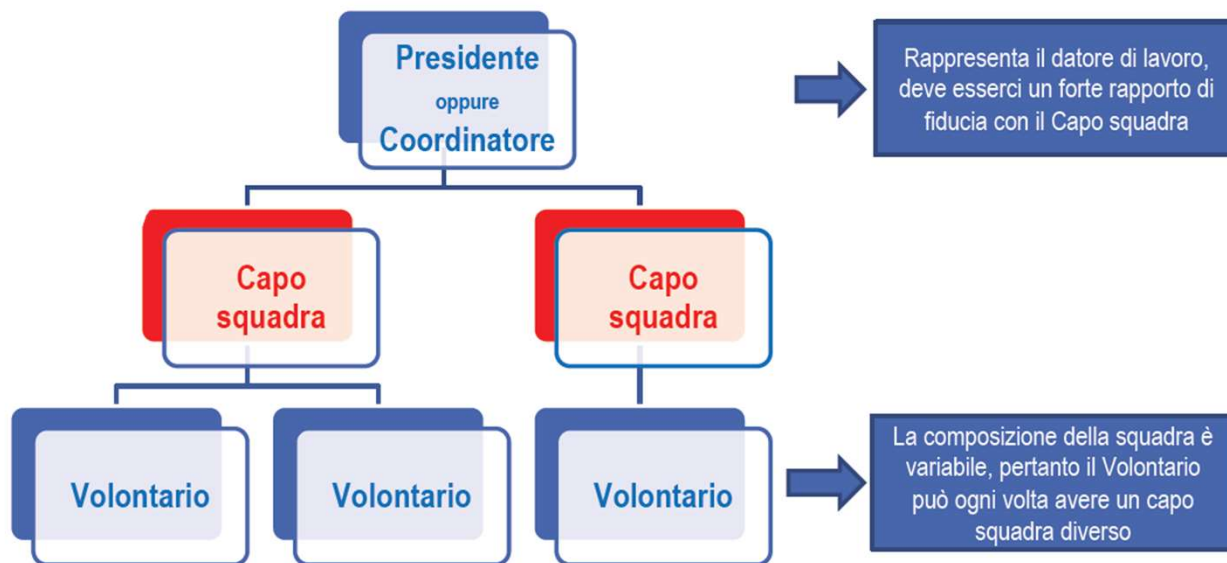 Presidente
oppure
Coordinatore
Rappresenta il datore di lavoro,
deve esserci un forte rapporto di
fiducia con il Capo squadra
Capo
squadra
Capo
squadra
Volontario
Volontario
Volontario
La composizione della squadra è
variabile, pertanto il Volontario
può ogni volta avere un capo
squadra diverso